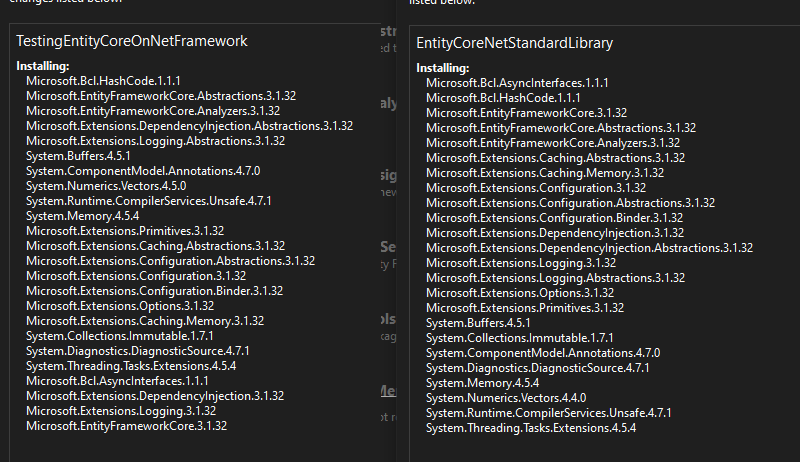 changes listed below.
TestingEntityCoreOnNetFramework
Installing:
Microsoft.Bcl.HashCode.1.1.1
Microsoft.EntityFrameworkCore.Abstractions.3.1.32
Microsoft.EntityFrameworkCore.Analyzers.3.1.32
Microsoft.Extensions.DependencyInjection.Abstractions.3.1.32
Microsoft.Extensions.Logging.Abstractions.3.1.32
System.Buffers.4.5.1
System.ComponentModel.Annotations.4.7.0
System.Numerics.Vectors.4.5.0
System.Runtime.CompilerServices.Unsafe.4.7.1
System.Memory.4.5.4
Microsoft.Extensions.Primitives.3.1.32
Microsoft.Extensions.Caching.Abstractions.3.1.32
Microsoft.Extensions.Configuration.Abstractions.3.1.32
Microsoft.Extensions.Configuration.3.1.32
Microsoft.Extensions.Configuration.Binder.3.1.32
Microsoft.Extensions.Options.3.1.32
Microsoft.Extensions.Caching.Memory.3.1.32
System.Collections.Immutable.1.7.1
System.Diagnostics.DiagnosticSource.4.7.1
System.Threading.Tasks.Extensions.4.5.4
Microsoft.Bcl.AsyncInterfaces.1.1.1
Microsoft.Extensions.DependencyInjection.3.1.32
Microsoft.Extensions.Logging.3.1.32
Microsoft.EntityFrameworkCore.3.1.32
listed below.
EntityCoreNetStandardLibrary
Installing:
Microsoft.Bcl.AsyncInterfaces.1.1.1
Microsoft.Bcl.HashCode.1.1.1
Microsoft.EntityFrameworkCore.3.1.32
Microsoft.EntityFrameworkCore.Abstractions.3.1.32
Microsoft.EntityFrameworkCore.Analyzers.3.1.32
Microsoft.Extensions.Caching.Abstractions.3.1.32
Microsoft.Extensions.Caching.Memory.3.1.32
Microsoft.Extensions.Configuration.3.1.32
Microsoft.Extensions.Configuration.Abstractions.3.1.32
Microsoft.Extensions.Configuration.Binder.3.1.32
Microsoft.Extensions.DependencyInjection.3.1.32
Microsoft.Extensions.DependencyInjection.Abstractions.3.1.32
Microsoft.Extensions.Logging.3.1.32
Microsoft.Extensions.Logging.Abstractions.3.1.32
Microsoft.Extensions.Options.3.1.32
Microsoft.Extensions.Primitives.3.1.32
System.Buffers.4.5.1
System.Collections.Immutable.1.7.1
System.ComponentModel.Annotations.4.7.0
System.Diagnostics.DiagnosticSource.4.7.1
System.Memory.4.5.4
System.Numerics.Vectors.4.4.0
System.Runtime.CompilerServices.Unsafe.4.7.1
System.Threading.Tasks.Extensions.4.5.4